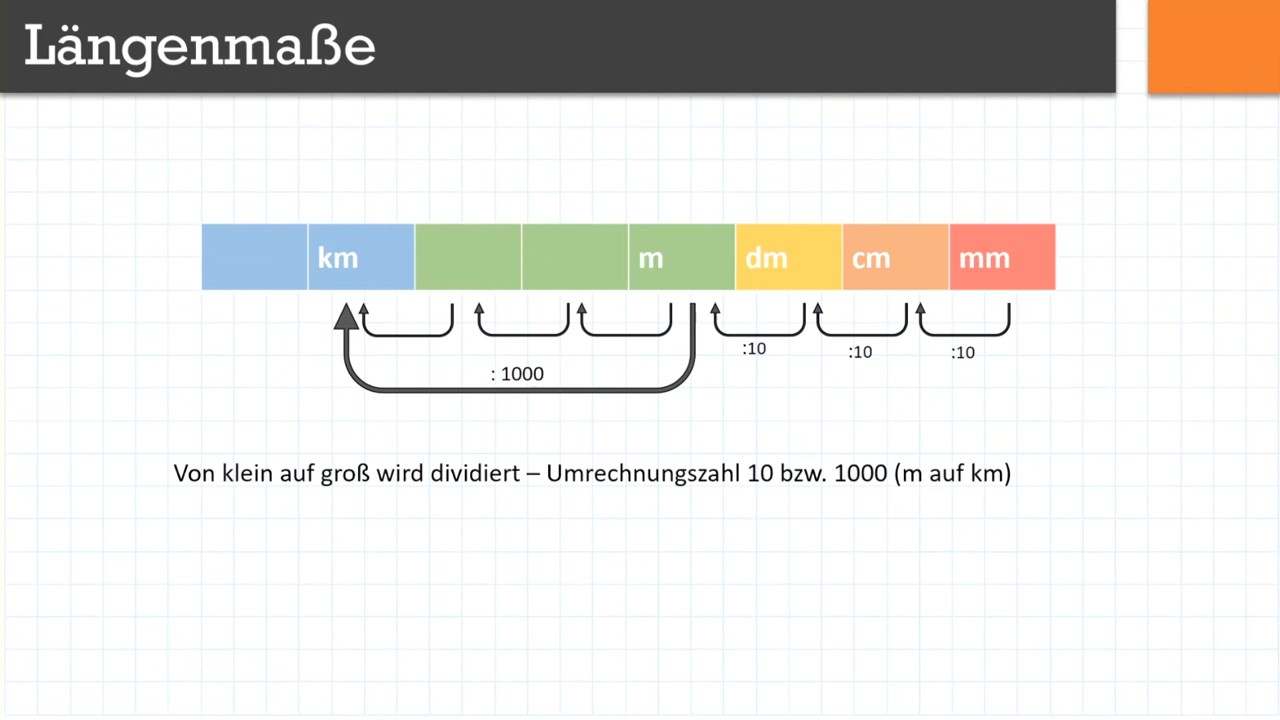 Längenmaße
km m dm cm mm
:10 :10 :10
: 1000
Von klein auf groß wird dividiert – Umrechnungszahl 10 bzw. 1000 (m auf km)